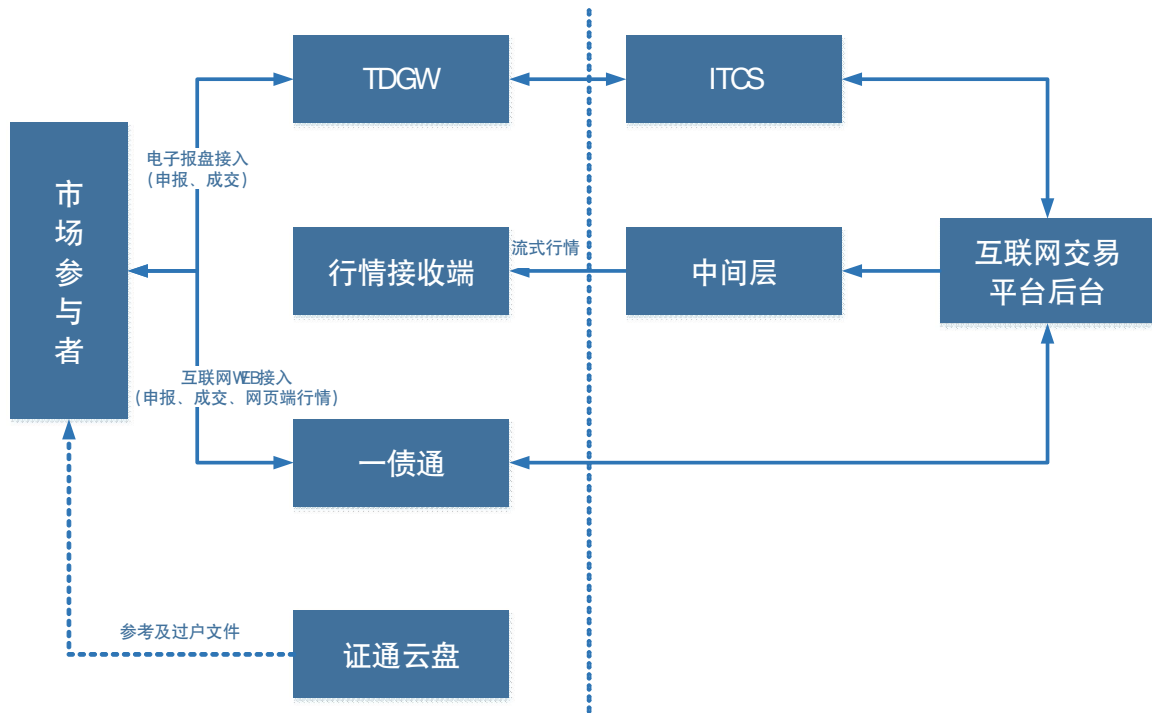 TDGW
ITCS
电子报盘接入
（申报、成交）
市
场
参
与
者
行情接收端
流式行情
中间层
互联网交易
平台后台
互联网WEB接入
（申报、成交、网页端行情）
一债通
参考及过户文件
证通云盘